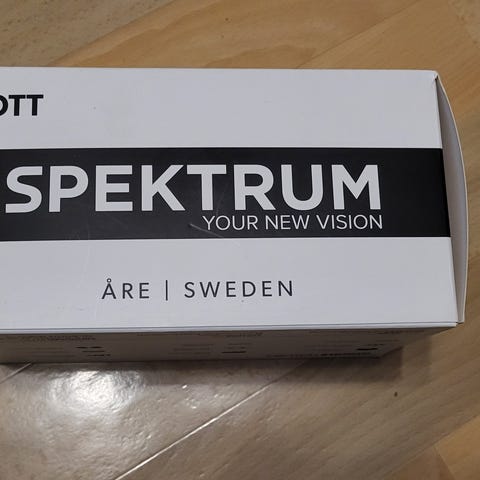 OTT
SPEKTRUM
YOUR NEW VISION
ÅRE | SWEDEN